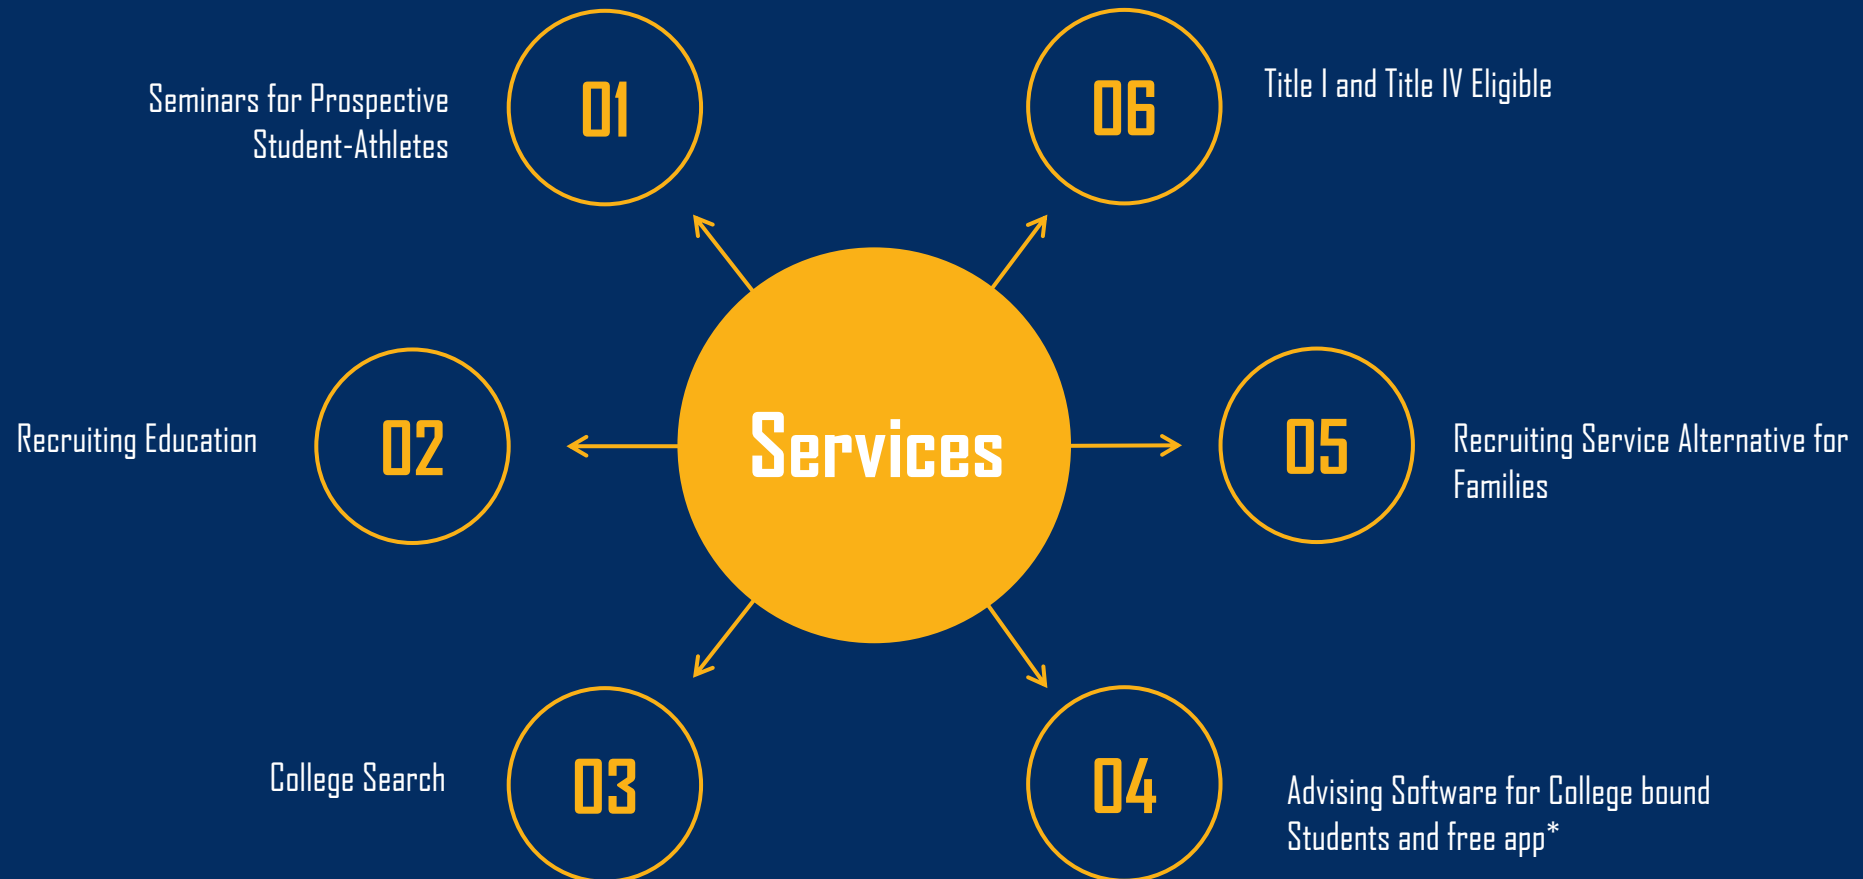 01
Seminars for Prospective
Student-Athletes
02
Recruiting Education
03
College Search
Services
06
Title I and Title IV Eligible
05
Recruiting Service Alternative for
Families
04
Advising Software for College bound
Students and free app*